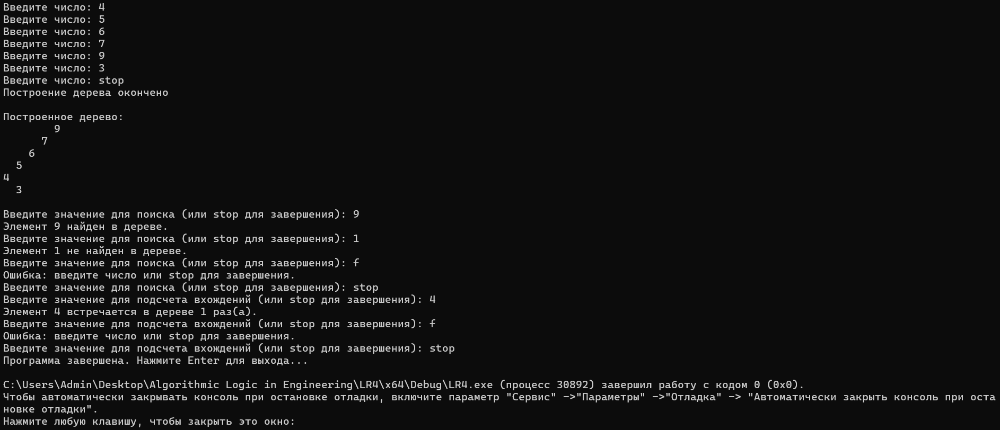 Введите число: 4
Введите число: 5
Введите число: 6
Введите число: 7
Введите число: 9
Введите число: 3
Введите число: stop
Построение дерева окончено

Построенное дерево:
        9
      7
    6
  5
4
  3

Введите значение для поиска (или stop для завершения): 9
Элемент 9 найден в дереве.
Введите значение для поиска (или stop для завершения): 1
Элемент 1 не найден в дереве.
Введите значение для поиска (или stop для завершения): f
Ошибка: введите число или stop для завершения.
Введите значение для поиска (или stop для завершения): stop
Введите значение для подсчета вхождений (или stop для завершения): 4
Элемент 4 встречается в дереве 1 раз(а).
Введите значение для подсчета вхождений (или stop для завершения): f
Ошибка: введите число или stop для завершения.
Введите значение для подсчета вхождений (или stop для завершения): stop
Программа завершена. Нажмите Enter для выхода...

C:\Users\Admin\Desktop\Algorithmic Logic in Engineering\LR4\x64\Debug\LR4.exe (процесс 30892) завершил работу с кодом 0 (0x0).
Чтобы автоматически закрывать консоль при остановке отладки, включите параметр "Сервис" ->"Параметры" ->"Отладка" -> "Автоматически закрыть консоль при оста
новке отладки".
Нажмите любую клавишу, чтобы закрыть это окно: